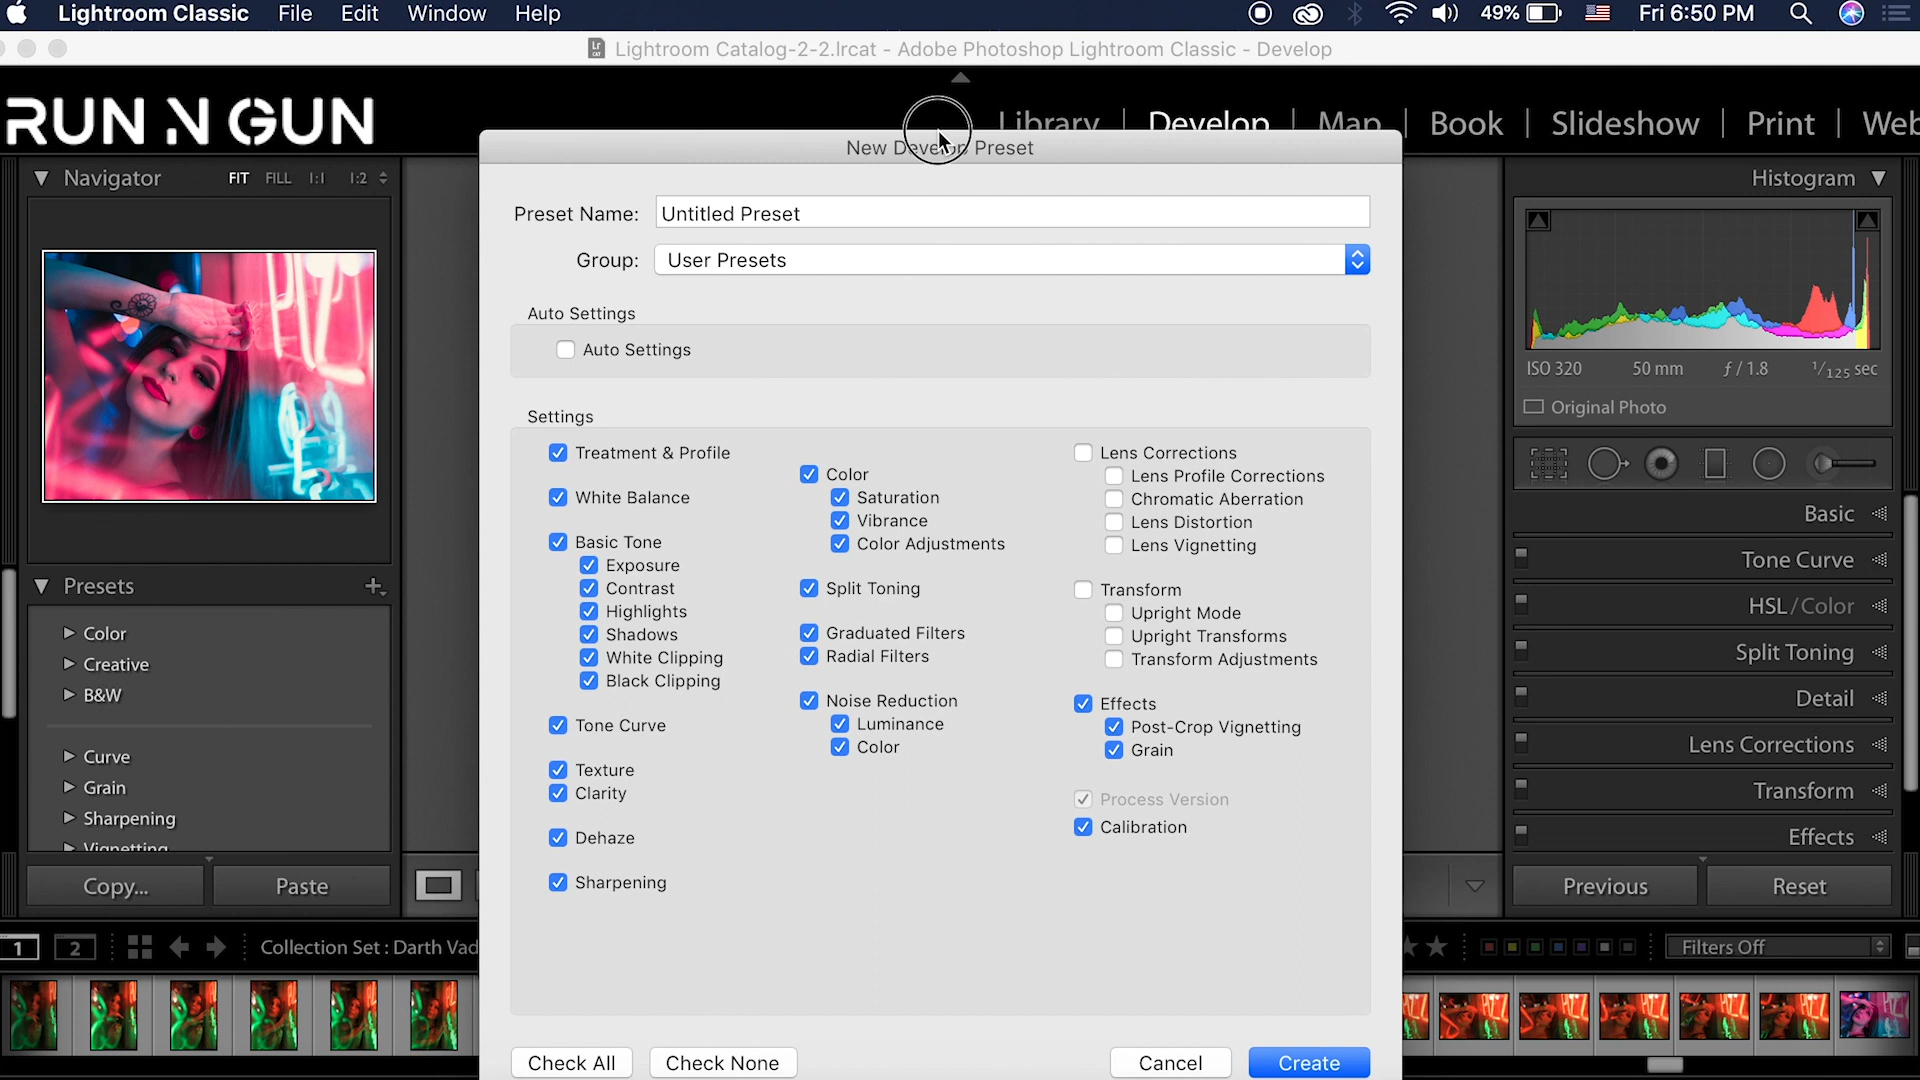 Lightroom Classic File Edit Window Help 49% Fri 6:50 PM
Lightroom Catalog-2-2.lrcat - Adobe Photoshop Lightroom Classic - Develop
RUN N GUN
Library | Develop | Map | Book | Slideshow | Print | Web
New Develop Preset
Navigator FIT FILL 1:1 1:2
Histogram
Preset Name: Untitled Preset
Group: User Presets
Auto Settings
Auto Settings
ISO 320 50 mm ƒ / 1.8 1/125 sec
Original Photo
Settings
Treatment & Profile
White Balance
Basic Tone
Exposure
Contrast
Highlights
Shadows
White Clipping
Black Clipping
Tone Curve
Texture
Clarity
Dehaze
Sharpening
Color
Saturation
Vibrance
Color Adjustments
Split Toning
Graduated Filters
Radial Filters
Noise Reduction
Luminance
Color
Lens Corrections
Lens Profile Corrections
Chromatic Aberration
Lens Distortion
Lens Vignetting
Transform
Upright Mode
Upright Transforms
Transform Adjustments
Effects
Post-Crop Vignetting
Grain
Process Version
Calibration
Presets
Color
Creative
B&W
Curve
Grain
Sharpening
Vignetting
Copy... Paste
Basic
Tone Curve
HSL / Color
Split Toning
Detail
Lens Corrections
Transform
Effects
Previous Reset
1 2 Collection Set : Darth Vad
Filters Off
Check All Check None Cancel Create